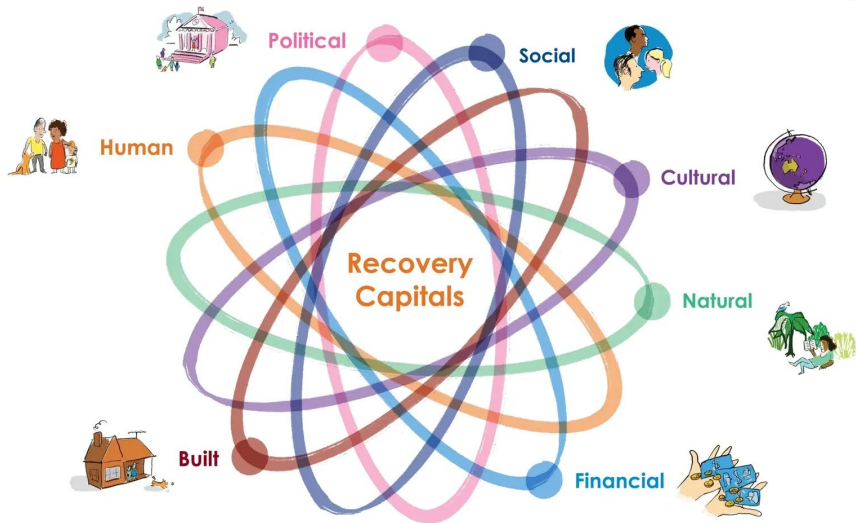 Political
Social
Human
Cultural
Recovery
Capitals
Natural
Built
Financial